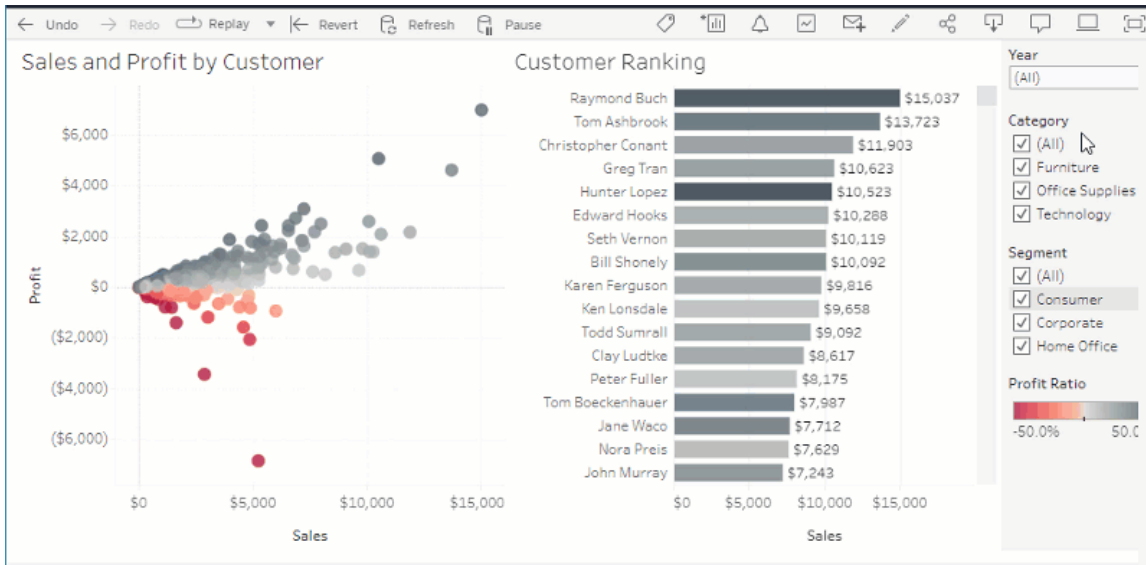 Undo Redo Replay Revert Refresh Pause
Sales and Profit by Customer
$6,000
$4,000
$2,000
$0
($2,000)
($4,000)
($6,000)
Profit
$0 $5,000 $10,000 $15,000
Sales
Customer Ranking
Raymond Buch $15,037
Tom Ashbrook $13,723
Christopher Conant $11,903
Greg Tran $10,623
Hunter Lopez $10,523
Edward Hooks $10,288
Seth Vernon $10,119
Bill Shonely $10,092
Karen Ferguson $9,816
Ken Lonsdale $9,658
Todd Sumrall $9,092
Clay Ludtke $8,617
Peter Fuller $8,175
Tom Boeckenhauer $7,987
Jane Waco $7,712
Nora Preis $7,629
John Murray $7,243
$0 $5,000 $10,000 $15,000
Sales
Year
(All)
Category
(All)
Furniture
Office Supplies
Technology
Segment
(All)
Consumer
Corporate
Home Office
Profit Ratio
-50.0% 50.0